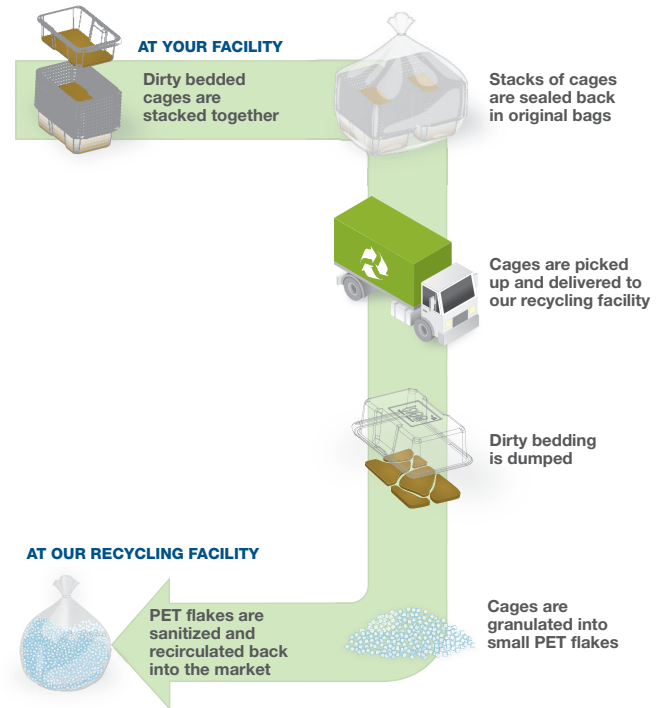 AT YOUR FACILITY
Dirty bedded
cages are
stacked together
Stacks of cages
are sealed back
in original bags
Cages are picked
up and delivered to
our recycling facility
Dirty bedding
is dumped
Cages are
granulated into
small PET flakes
AT OUR RECYCLING FACILITY
PET flakes are
sanitized and
recirculated back
into the market